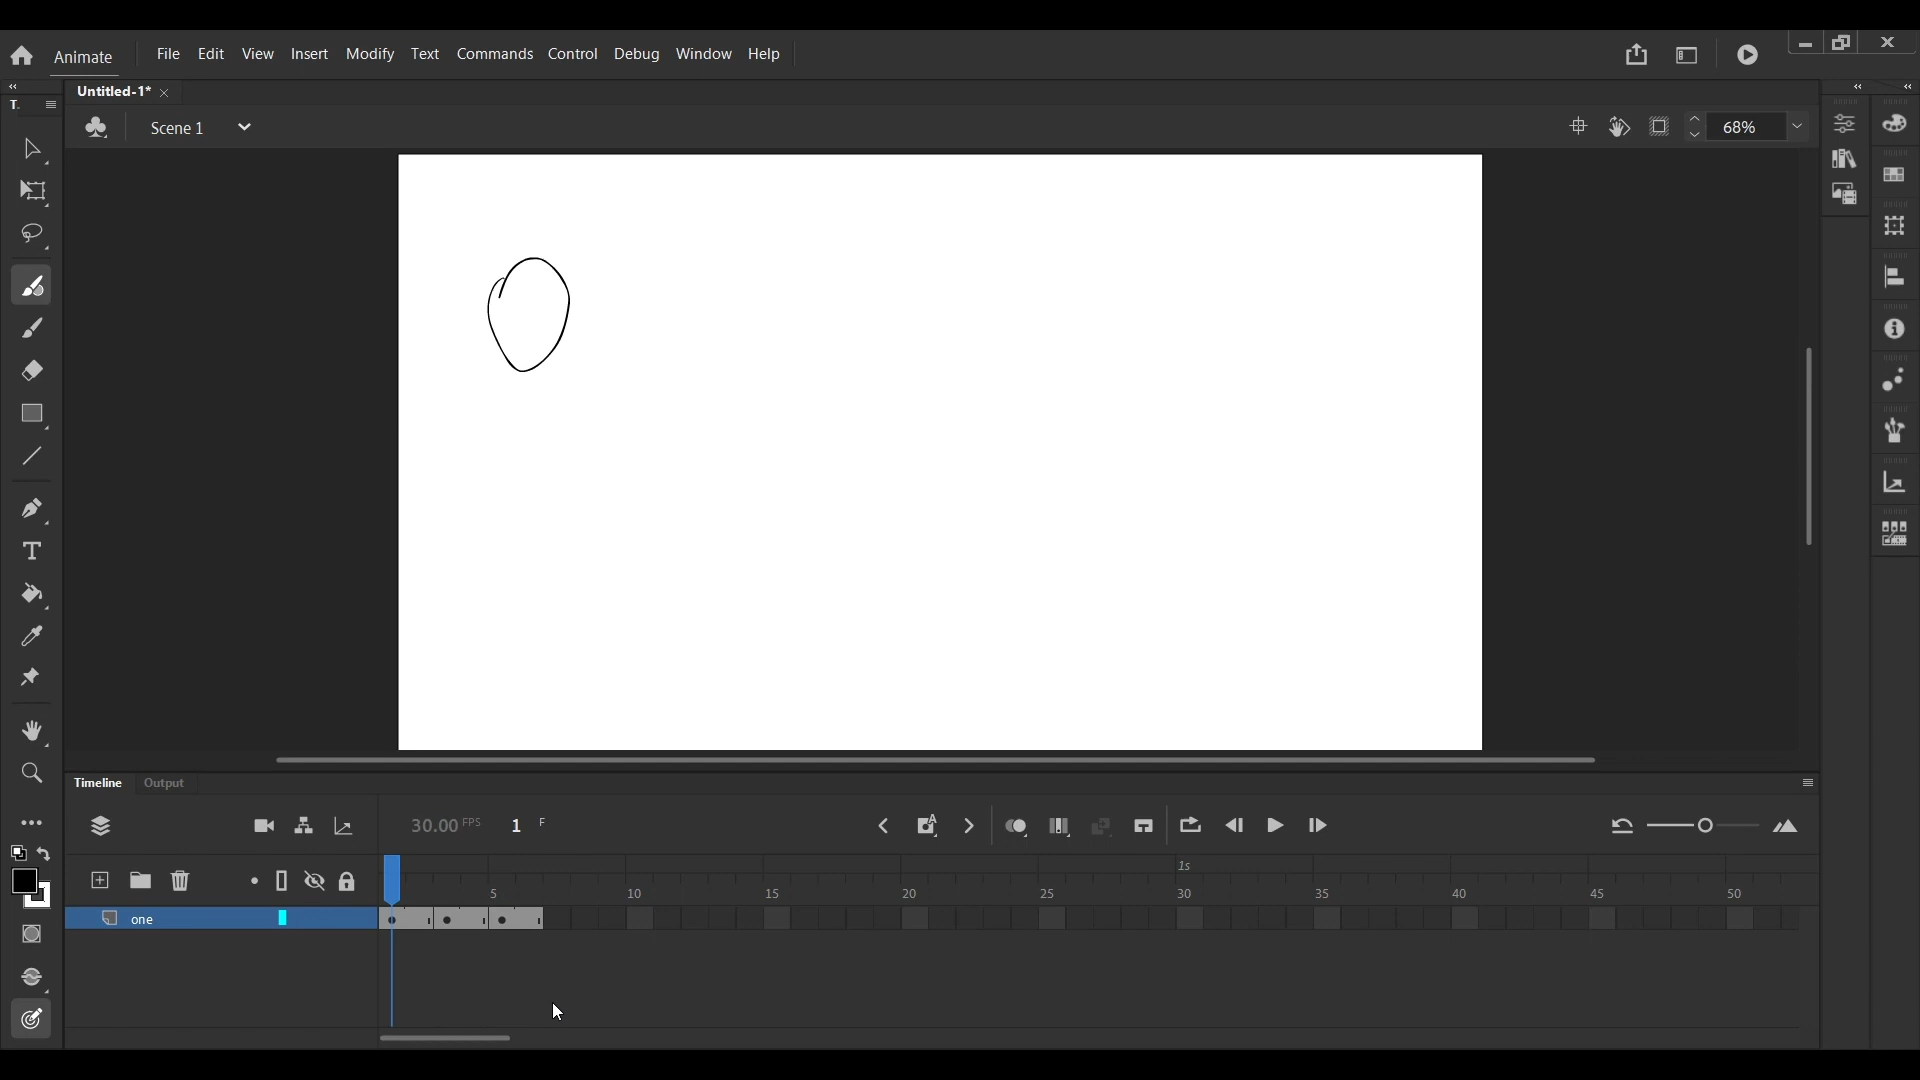 Animate File Edit View Insert Modify Text Commands Control Debug Window Help
Untitled-1*
T.
Scene 1
68%
Timeline Output
30.00 FPS 1 F
1s
5 10 15 20 25 30 35 40 45 50
one